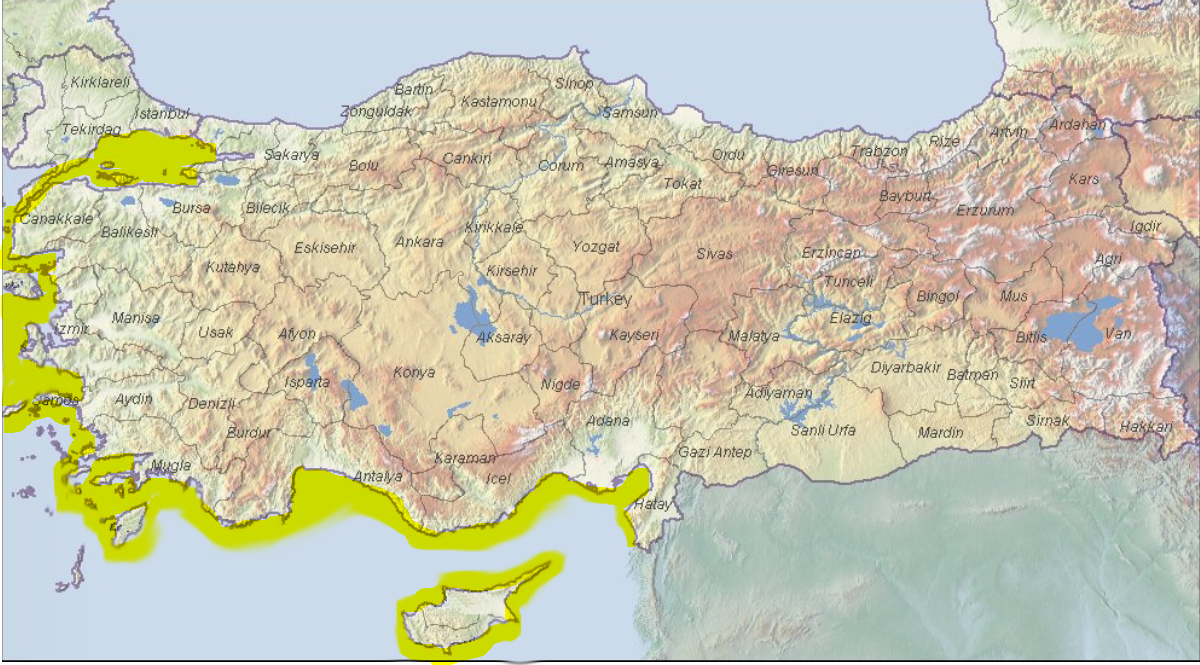 Kirklareli
Istanbul
Tekirdag
Bartin
Zonguldak
Kastamonu
Sinop
Samsun
Sakarya
Bolu
Cankiri
Corum
Amasya
Tokat
Ordu
Giresun
Trabzon
Rize
Artvin
Ardahan
Kars
Bayburt
Erzurum
Igdir
Canakkale
Balikesir
Bursa
Bilecik
Eskisehir
Ankara
Kirikkale
Yozgat
Sivas
Erzincan
Agri
Kutahya
Kirsehir
Tunceli
Turkey
Bingol
Mus
Izmir
Manisa
Usak
Afyon
Aksaray
Kayseri
Malatya
Elazig
Bitlis
Van
Samos
Aydin
Denizli
Isparta
Konya
Nigde
Adiyaman
Diyarbakir
Batman
Siirt
Burdur
Adana
Sanli Urfa
Mardin
Sirnak
Hakkari
Mugla
Antalya
Karaman
Icel
Gazi Antep
Hatay